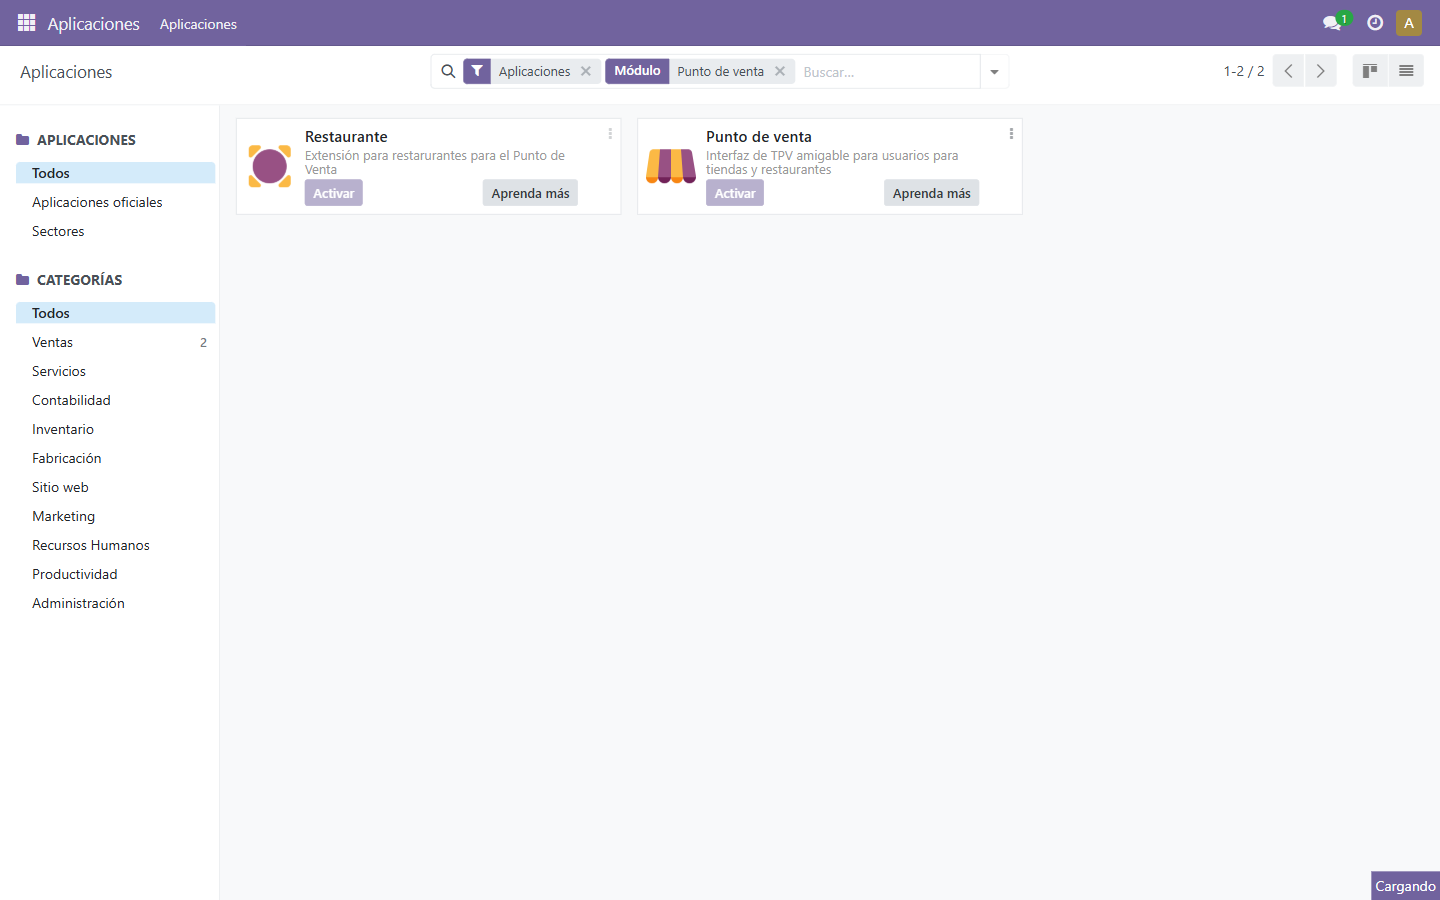 Aplicaciones Aplicaciones 1 A
Aplicaciones Aplicaciones Módulo Punto de venta Buscar... 1-2 / 2
APLICACIONES
Todos
Aplicaciones oficiales
Sectores
CATEGORÍAS
Todos
Ventas 2
Servicios
Contabilidad
Inventario
Fabricación
Sitio web
Marketing
Recursos Humanos
Productividad
Administración
Restaurante
Extensión para restarurantes para el Punto de
Venta
Activar Aprenda más
Punto de venta
Interfaz de TPV amigable para usuarios para
tiendas y restaurantes
Activar Aprenda más
Cargando